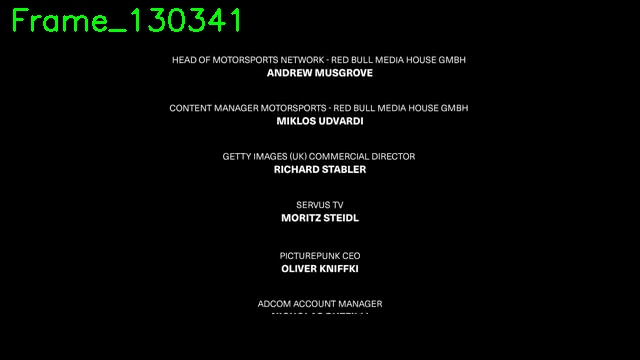 Frame_130341
HEAD OF MOTORSPORTS NETWORK - RED BULL MEDIA HOUSE GMBH
ANDREW MUSGROVE
CONTENT MANAGER MOTORSPORTS - RED BULL MEDIA HOUSE GMBH
MIKLOS UDVARDI
GETTY IMAGES (UK) COMMERCIAL DIRECTOR
RICHARD STABLER
SERVUS TV
MORITZ STEIDL
PICTUREPUNK CEO
OLIVER KNIFFKI
ADCOM ACCOUNT MANAGER